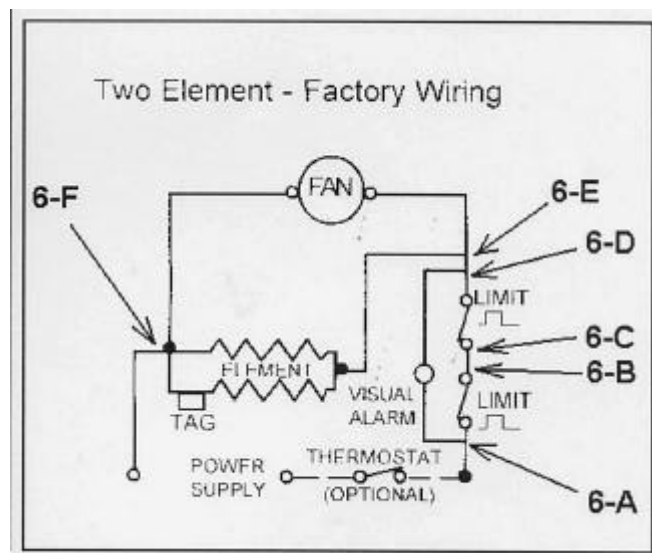 Two Element - Factory Wiring
FAN
6-F
6-E
6-D
LIMIT
6-C
ELEMENT
6-B
VISUAL
ALARM
LIMIT
TAG
POWER
SUPPLY
THERMOSTAT
(OPTIONAL)
6-A